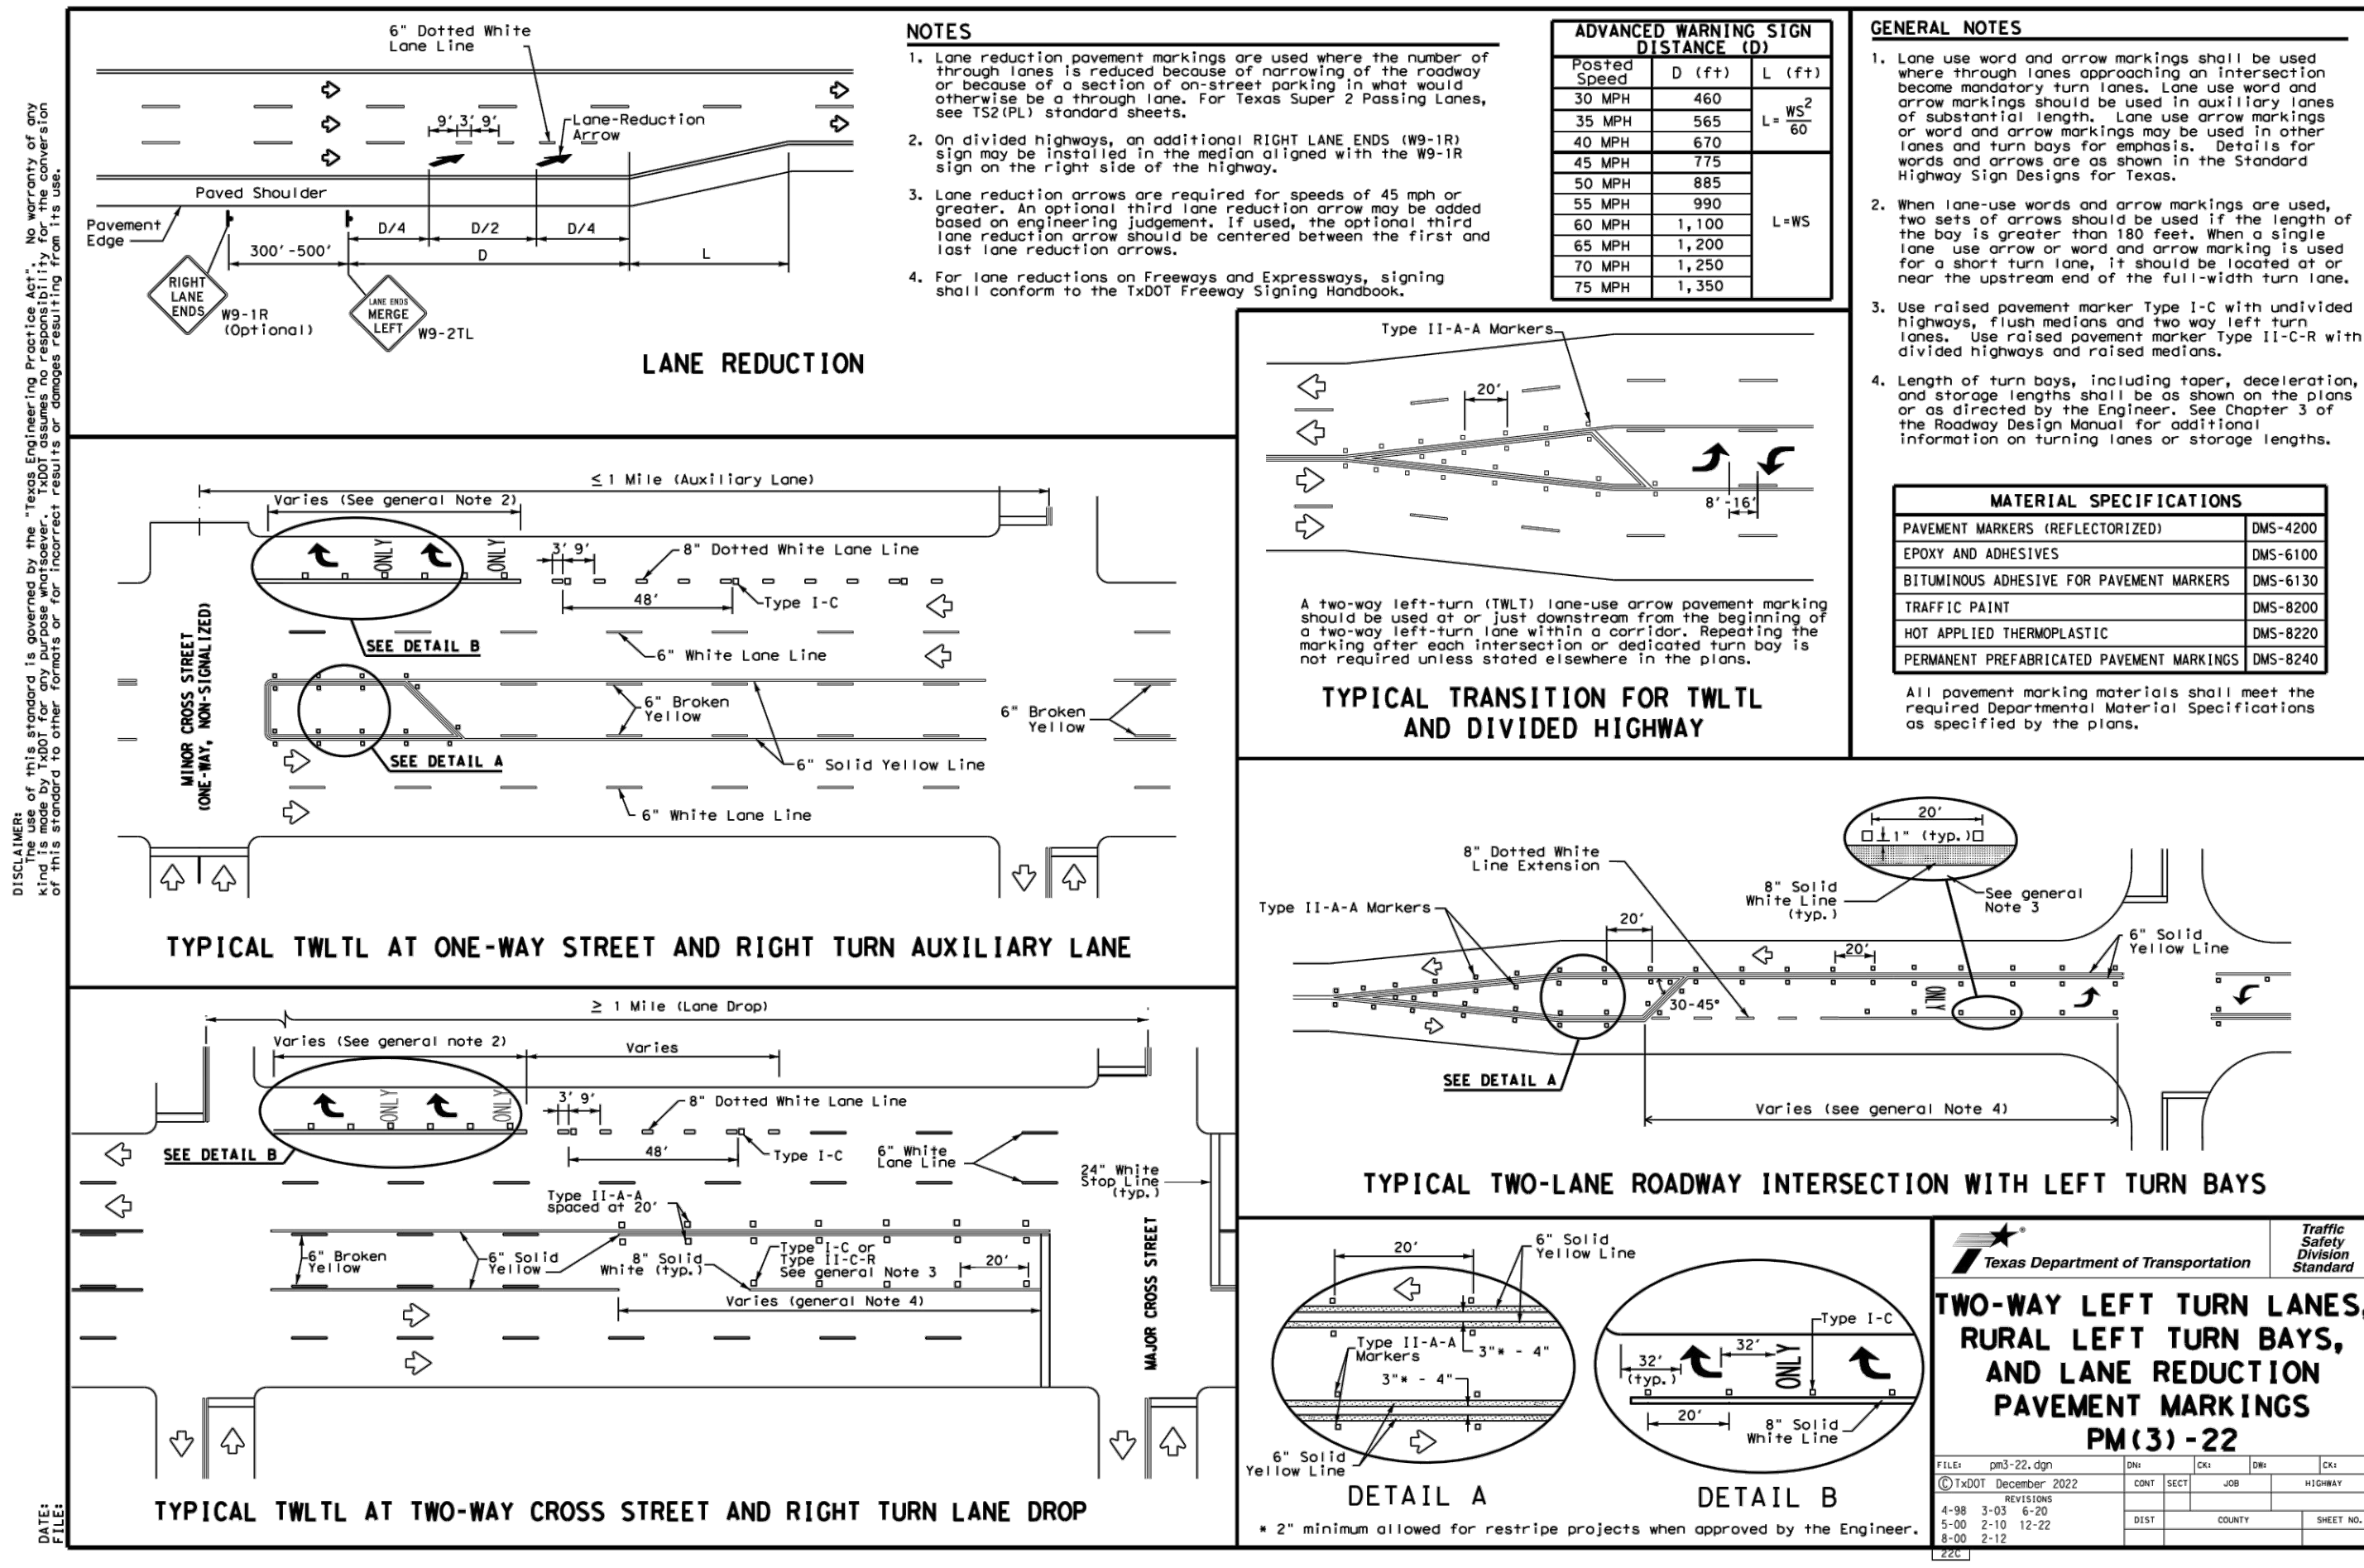 DISCLAIMER:
The use of this standard is governed by the "Texas Engineering Practice Act". No warranty of any
kind is made by TxDOT for any purpose whatsoever. TxDOT assumes no responsibility for the conversion
of this standard to other formats or for incorrect results or damages resulting from its use.
DATE:
FILE:
6" Dotted White
Lane Line
9' 3' 9'
Lane-Reduction
Arrow
Paved Shoulder
Pavement
Edge
D/4
D/2
D/4
300'-500'
D
L
RIGHT
LANE
ENDS
W9-1R
(Optional)
LANE ENDS
MERGE
LEFT
W9-2TL
LANE REDUCTION
NOTES
1. Lane reduction pavement markings are used where the number of
through lanes is reduced because of narrowing of the roadway
or because of a section of on-street parking in what would
otherwise be a through lane. For Texas Super 2 Passing Lanes,
see TS2(PL) standard sheets.
2. On divided highways, an additional RIGHT LANE ENDS (W9-1R)
sign may be installed in the median aligned with the W9-1R
sign on the right side of the highway.
3. Lane reduction arrows are required for speeds of 45 mph or
greater. An optional third lane reduction arrow may be added
based on engineering judgement. If used, the optional third
lane reduction arrow should be centered between the first and
last lane reduction arrows.
4. For lane reductions on Freeways and Expressways, signing
shall conform to the TxDOT Freeway Signing Handbook.
ADVANCED WARNING SIGN
DISTANCE (D)
Posted
Speed
D (ft)
L (ft)
30 MPH 460
35 MPH 565
40 MPH 670
L= WS²
60
45 MPH 775
50 MPH 885
55 MPH 990
60 MPH 1,100
65 MPH 1,200
70 MPH 1,250
75 MPH 1,350
L=WS
GENERAL NOTES
1. Lane use word and arrow markings shall be used
where through lanes approaching an intersection
become mandatory turn lanes. Lane use word and
arrow markings should be used in auxiliary lanes
of substantial length. Lane use arrow markings
or word and arrow markings may be used in other
lanes and turn bays for emphasis. Details for
words and arrows are as shown in the Standard
Highway Sign Designs for Texas.
2. When lane-use words and arrow markings are used,
two sets of arrows should be used if the length of
the bay is greater than 180 feet. When a single
lane use arrow or word and arrow marking is used
for a short turn lane, it should be located at or
near the upstream end of the full-width turn lane.
3. Use raised pavement marker Type I-C with undivided
highways, flush medians and two way left turn
lanes. Use raised pavement marker Type II-C-R with
divided highways and raised medians.
4. Length of turn bays, including taper, deceleration,
and storage lengths shall be as shown on the plans
or as directed by the Engineer. See Chapter 3 of
the Roadway Design Manual for additional
information on turning lanes or storage lengths.
MATERIAL SPECIFICATIONS
PAVEMENT MARKERS (REFLECTORIZED) DMS-4200
EPOXY AND ADHESIVES DMS-6100
BITUMINOUS ADHESIVE FOR PAVEMENT MARKERS DMS-6130
TRAFFIC PAINT DMS-8200
HOT APPLIED THERMOPLASTIC DMS-8220
PERMANENT PREFABRICATED PAVEMENT MARKINGS DMS-8240
All pavement marking materials shall meet the
required Departmental Material Specifications
as specified by the plans.
Type II-A-A Markers
20'
8'-16'
A two-way left-turn (TWLT) lane-use arrow pavement marking
should be used at or just downstream from the beginning of
a two-way left-turn lane within a corridor. Repeating the
marking after each intersection or dedicated turn bay is
not required unless stated elsewhere in the plans.
TYPICAL TRANSITION FOR TWLTL
AND DIVIDED HIGHWAY
≤ 1 Mile (Auxiliary Lane)
Varies (See general Note 2)
ONLY
ONLY
3' 9'
8" Dotted White Lane Line
48'
Type I-C
SEE DETAIL B
6" White Lane Line
MINOR CROSS STREET
(ONE-WAY, NON-SIGNALIZED)
6" Broken
Yellow
6" Broken
Yellow
SEE DETAIL A
6" Solid Yellow Line
6" White Lane Line
TYPICAL TWLTL AT ONE-WAY STREET AND RIGHT TURN AUXILIARY LANE
≥ 1 Mile (Lane Drop)
Varies (See general note 2)
Varies
ONLY
ONLY
3' 9'
8" Dotted White Lane Line
SEE DETAIL B
48'
Type I-C
6" White
Lane Line
24" White
Stop Line
(typ.)
Type II-A-A
spaced at 20'
6" Broken
Yellow
6" Solid
Yellow
8" Solid
White (typ.)
Type I-C or
Type II-C-R
See general Note 3
20'
Varies (general Note 4)
MAJOR CROSS STREET
TYPICAL TWLTL AT TWO-WAY CROSS STREET AND RIGHT TURN LANE DROP
20'
1" (typ.)
8" Dotted White
Line Extension
8" Solid
White Line
(typ.)
See general
Note 3
Type II-A-A Markers
20'
6" Solid
Yellow Line
20'
30-45°
ONLY
SEE DETAIL A
Varies (see general Note 4)
TYPICAL TWO-LANE ROADWAY INTERSECTION WITH LEFT TURN BAYS
20'
6" Solid
Yellow Line
Type II-A-A
Markers
3"* - 4"
3"* - 4"
6" Solid
Yellow Line
DETAIL A
Type I-C
32'
(typ.)
32'
ONLY
20'
8" Solid
White Line
DETAIL B
* 2" minimum allowed for restripe projects when approved by the Engineer.
Texas Department of Transportation
Traffic
Safety
Division
Standard
TWO-WAY LEFT TURN LANES,
RURAL LEFT TURN BAYS,
AND LANE REDUCTION
PAVEMENT MARKINGS
PM(3)-22
FILE: pm3-22.dgn DN: CK: DW: CK:
© TxDOT December 2022 CONT SECT JOB HIGHWAY
REVISIONS
4-98 3-03 6-20
5-00 2-10 12-22
8-00 2-12
DIST COUNTY SHEET NO.
22C